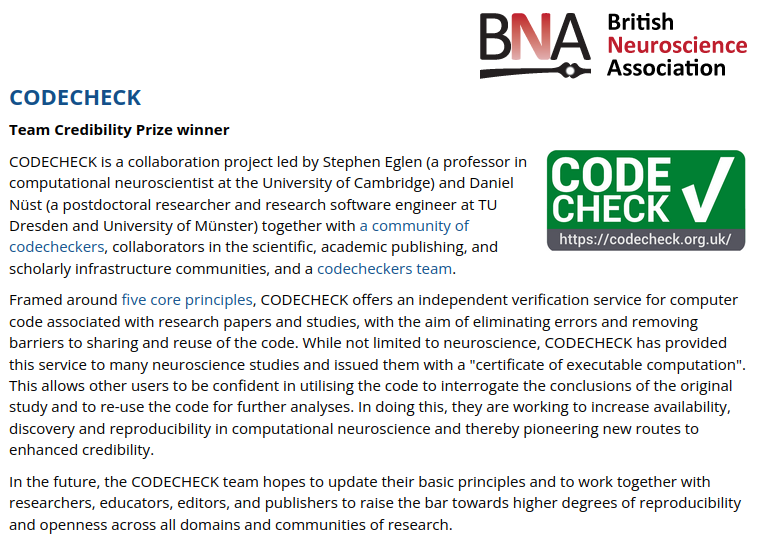 BNA
British
Neuroscience
Association
CODECHECK
Team Credibility Prize winner
CODECHECK is a collaboration project led by Stephen Eglen (a professor in
computational neuroscientist at the University of Cambridge) and Daniel
Nüst (a postdoctoral researcher and research software engineer at TU
Dresden and University of Münster) together with a community of
codecheckers, collaborators in the scientific, academic publishing, and
scholarly infrastructure communities, and a codecheckers team.
CODE
CHECK
https://codecheck.org.uk/
Framed around five core principles, CODECHECK offers an independent verification service for computer
code associated with research papers and studies, with the aim of eliminating errors and removing
barriers to sharing and reuse of the code. While not limited to neuroscience, CODECHECK has provided
this service to many neuroscience studies and issued them with a "certificate of executable computation".
This allows other users to be confident in utilising the code to interrogate the conclusions of the original
study and to re-use the code for further analyses. In doing this, they are working to increase availability,
discovery and reproducibility in computational neuroscience and thereby pioneering new routes to
enhanced credibility.
In the future, the CODECHECK team hopes to update their basic principles and to work together with
researchers, educators, editors, and publishers to raise the bar towards higher degrees of reproducibility
and openness across all domains and communities of research.